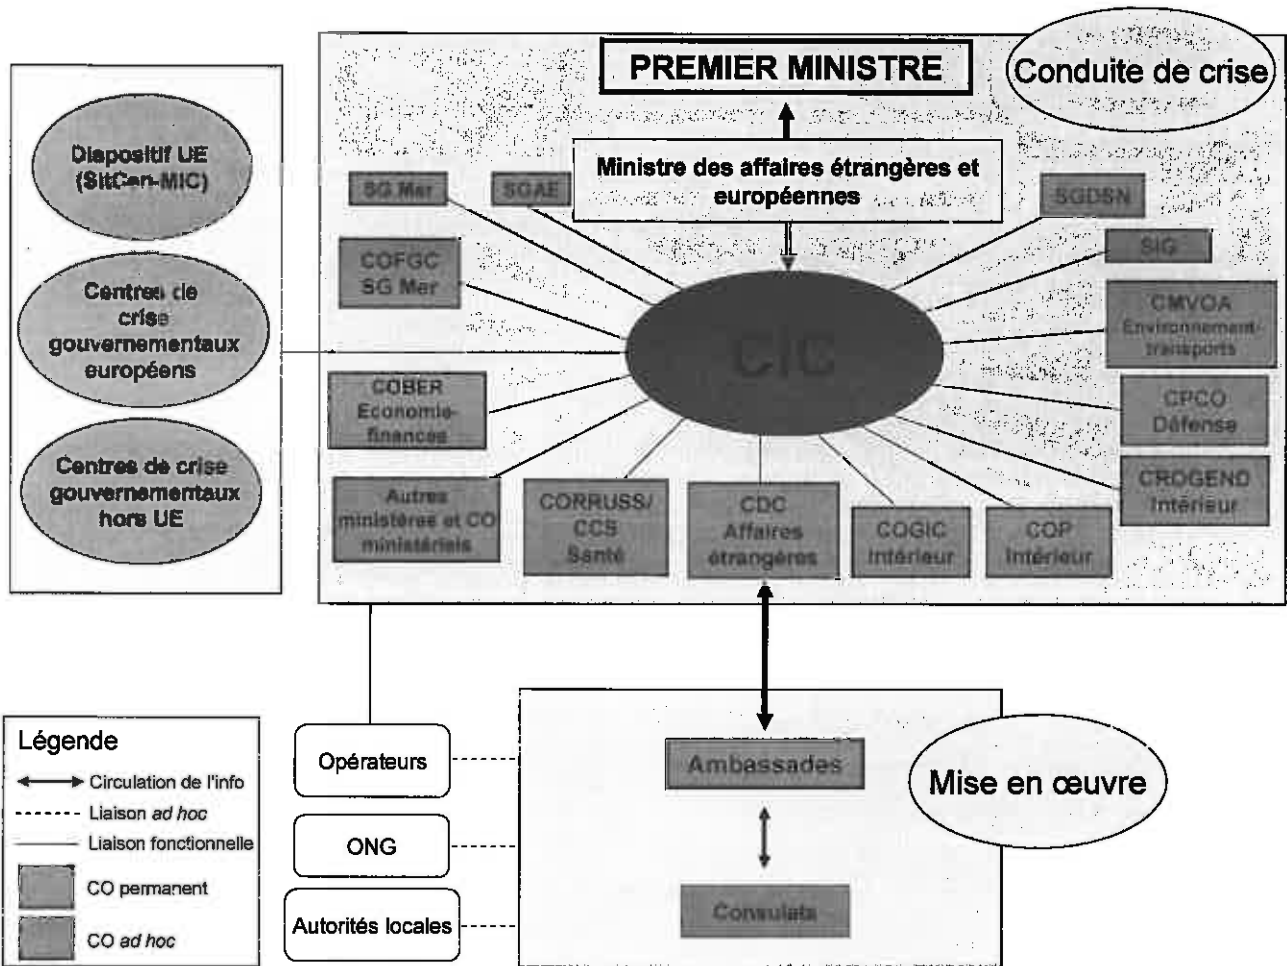 PREMIER MINISTRE
Conduite de crise
Ministre des affaires étrangères et
européennes
Dispositif UE
(SitCen-MIC)
Centres de
crise
gouvernementaux
européens
Centres de crise
gouvernementaux
hors UE
SG Mer
SGAE
SGDSN
SIG
COFGC
SG Mer
CIC
CMVOA
Environnement-
transports
COBER
Economie-
finances
CPCO
Défense
CROGEND
Intérieur
Autres
ministères et CO
ministériels
CORRUSS/
CCS
Santé
CDC
Affaires
étrangères
COGIC
Intérieur
COP
Intérieur
Légende
Circulation de l'info
Liaison ad hoc
Liaison fonctionnelle
CO permanent
CO ad hoc
Opérateurs
ONG
Autorités locales
Ambassades
Consulats
Mise en œuvre